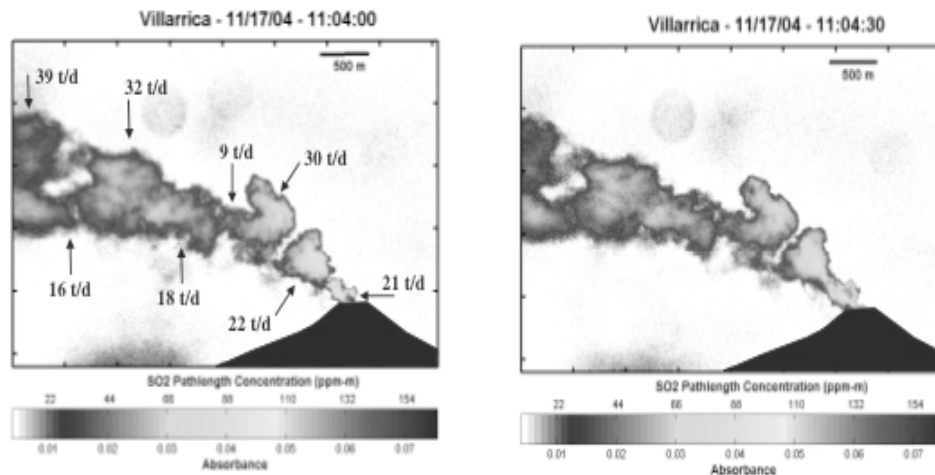 Villarrica - 11/17/04 - 11:04:00
500 m
39 t/d
32 t/d
9 t/d
30 t/d
16 t/d
18 t/d
22 t/d
21 t/d
SO2 Pathlength Concentration (ppm-m)
22 44 66 88 110 132 154
0.01 0.02 0.03 0.04 0.05 0.06 0.07
Absorbance
Villarrica - 11/17/04 - 11:04:30
500 m
SO2 Pathlength Concentration (ppm-m)
22 44 66 88 110 132 154
0.01 0.02 0.03 0.04 0.05 0.06 0.07
Absorbance